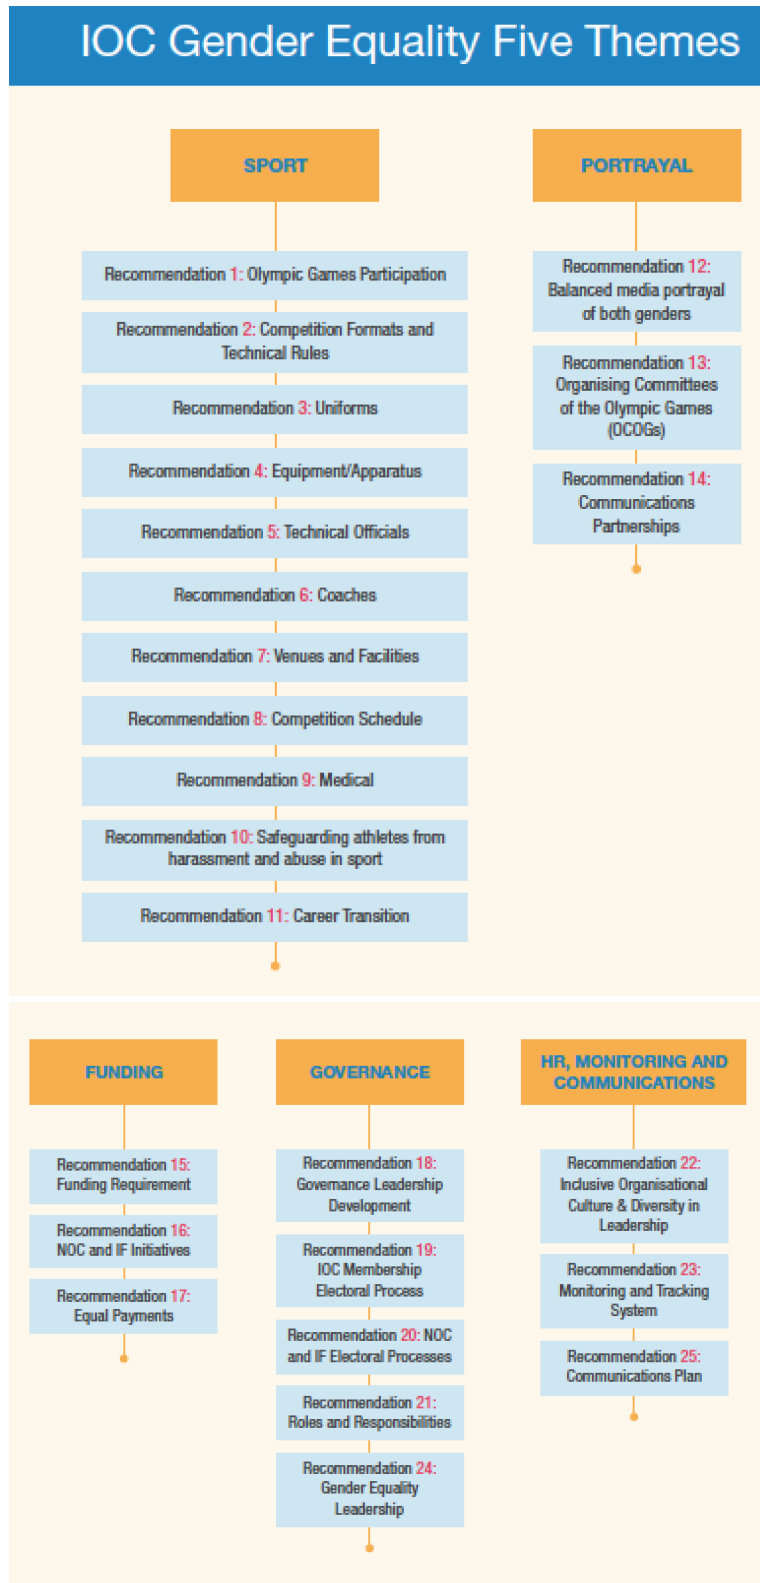 IOC Gender Equality Five Themes
SPORT
Recommendation 1: Olympic Games Participation
Recommendation 2: Competition Formats and
Technical Rules
Recommendation 3: Uniforms
Recommendation 4: Equipment/Apparatus
Recommendation 5: Technical Officials
Recommendation 6: Coaches
Recommendation 7: Venues and Facilities
Recommendation 8: Competition Schedule
Recommendation 9: Medical
Recommendation 10: Safeguarding athletes from
harassment and abuse in sport
Recommendation 11: Career Transition
PORTRAYAL
Recommendation 12:
Balanced media portrayal
of both genders
Recommendation 13:
Organising Committees
of the Olympic Games
(OCOGs)
Recommendation 14:
Communications
Partnerships
FUNDING
Recommendation 15:
Funding Requirement
Recommendation 16:
NOC and IF Initiatives
Recommendation 17:
Equal Payments
GOVERNANCE
Recommendation 18:
Governance Leadership
Development
Recommendation 19:
IOC Membership
Electoral Process
Recommendation 20: NOC
and IF Electoral Processes
Recommendation 21:
Roles and Responsibilities
Recommendation 24:
Gender Equality
Leadership
HR, MONITORING AND
COMMUNICATIONS
Recommendation 22:
Inclusive Organisational
Culture & Diversity in
Leadership
Recommendation 23:
Monitoring and Tracking
System
Recommendation 25:
Communications Plan